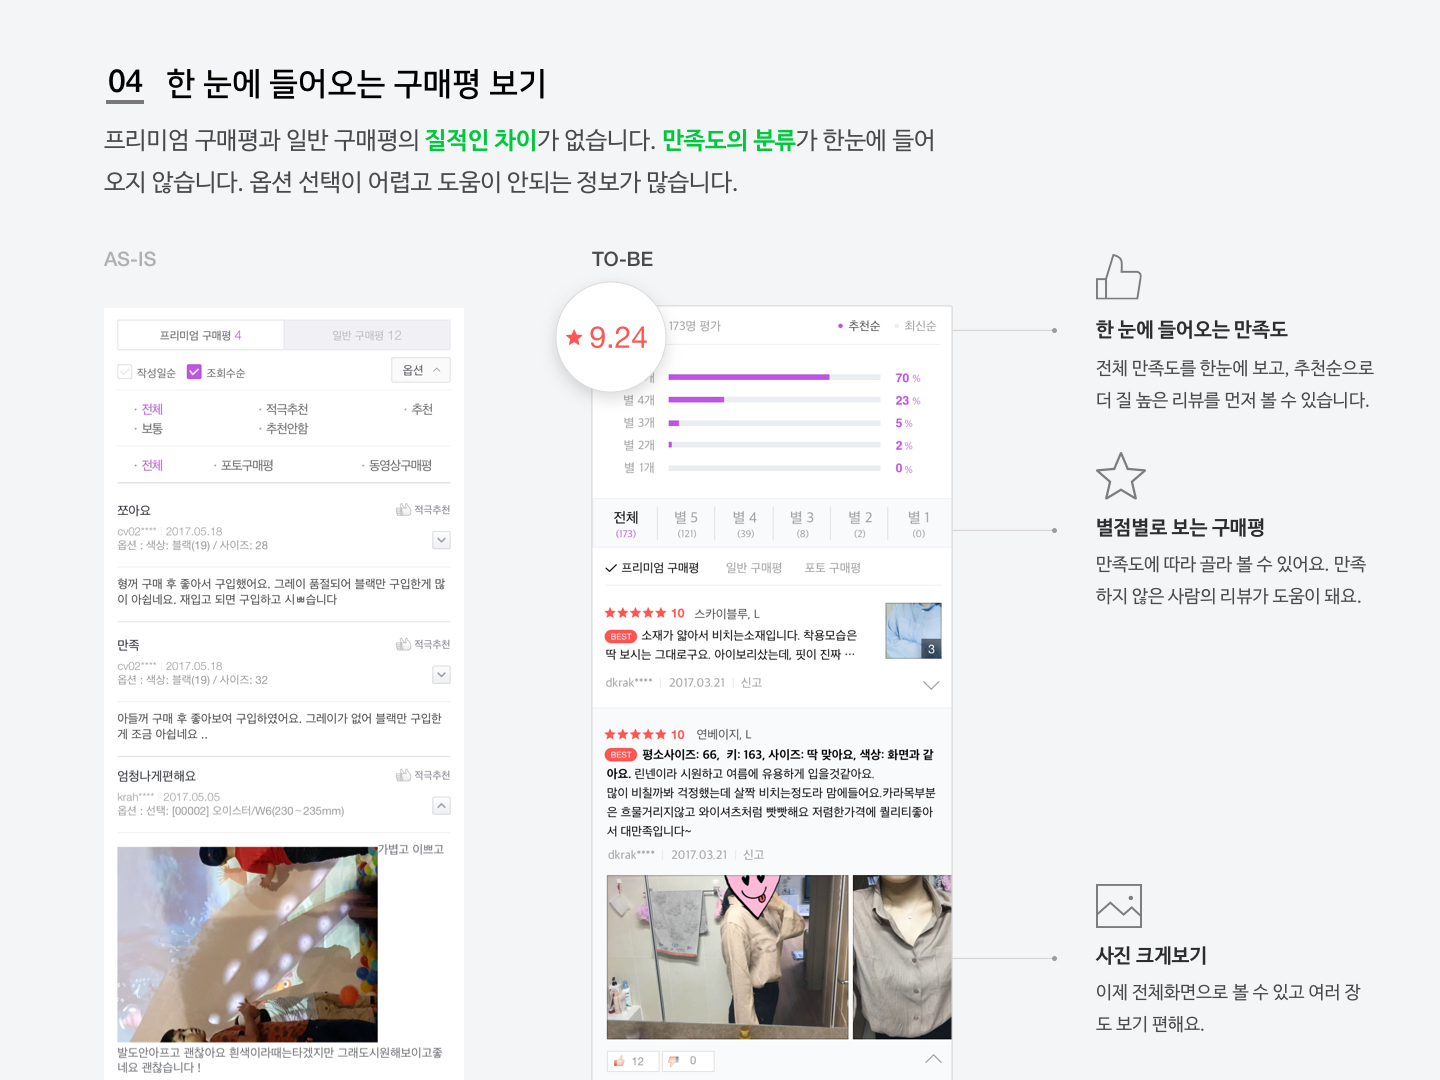 04 한 눈에 들어오는 구매평 보기
프리미엄 구매평과 일반 구매평의 질적인 차이가 없습니다. 만족도의 분류가 한눈에 들어
오지 않습니다. 옵션 선택이 어렵고 도움이 안되는 정보가 많습니다.
AS-IS
프리미엄 구매평 4
일반 구매평 12
작성일순
조회수순
옵션
· 전체
· 적극추천
· 추천
· 보통
· 추천안함
· 전체
· 포토구매평
· 동영상구매평
쪼아요
적극추천
cv02**** 2017.05.18
옵션 : 색상: 블랙(19) / 사이즈: 28
형꺼 구매 후 좋아서 구입했어요. 그레이 품절되어 블랙만 구입한게 많
이 아쉽네요. 재입고 되면 구입하고 시ㅃ습니다
만족
적극추천
cv02**** 2017.05.18
옵션 : 색상: 블랙(19) / 사이즈: 32
아들꺼 구매 후 좋아보여 구입하였어요. 그레이가 없어 블랙만 구입한
게 조금 아쉽네요 ..
엄청나게편해요
적극추천
krah**** 2017.05.05
옵션 : 선택: [00002] 오이스터/W6(230~235mm)
가볍고 이쁘고
발도안아프고 괜찮아요 흰색이라때는타겠지만 그래도시원해보이고좋
네요 괜찮습니다 !
TO-BE
★ 9.24
173명 평가
• 추천순
• 최신순
개
70 %
별 4개
23 %
별 3개
5 %
별 2개
2 %
별 1개
0 %
전체
(173)
별 5
(121)
별 4
(39)
별 3
(8)
별 2
(2)
별 1
(0)
프리미엄 구매평
일반 구매평
포토 구매평
★★★★★ 10 스카이블루, L
BEST 소재가 얇아서 비치는소재입니다. 착용모습은
딱 보시는 그대로구요. 아이보리샀는데, 핏이 진짜 ···
3
dkrak**** 2017.03.21 신고
★★★★★ 10 연베이지, L
BEST 평소사이즈: 66, 키: 163, 사이즈: 딱 맞아요, 색상: 화면과 같
아요. 린넨이라 시원하고 여름에 유용하게 입을것같아요.
많이 비칠까봐 걱정했는데 살짝 비치는정도라 맘에들어요.카라목부분
은 흐물거리지않고 와이셔츠처럼 빳빳해요 저렴한가격에 퀄리티좋아
서 대만족입니다~
dkrak**** 2017.03.21 신고
12
0
한 눈에 들어오는 만족도
전체 만족도를 한눈에 보고, 추천순으로
더 질 높은 리뷰를 먼저 볼 수 있습니다.
별점별로 보는 구매평
만족도에 따라 골라 볼 수 있어요. 만족
하지 않은 사람의 리뷰가 도움이 돼요.
사진 크게보기
이제 전체화면으로 볼 수 있고 여러 장
도 보기 편해요.